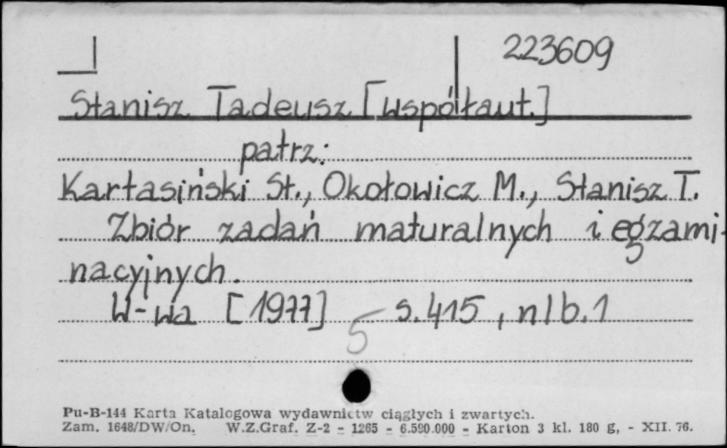 223609
Stanisz Tadeusz [współaut.]
patrz:
Kartasiński St., Okołowicz M., Stanisz T.
Zbiór zadań maturalnych i egzami-
nacyjnych.
W-wa [1977] s. 415, nlb. 1
5
Pu-B-144 Karta Katalogowa wydawnictw ciągłych i zwartych.
Zam. 1648/DW/On. W.Z.Graf. Z-2 - 1265 - 6.590.000 - Karton 3 kl. 180 g, - XII. 76.